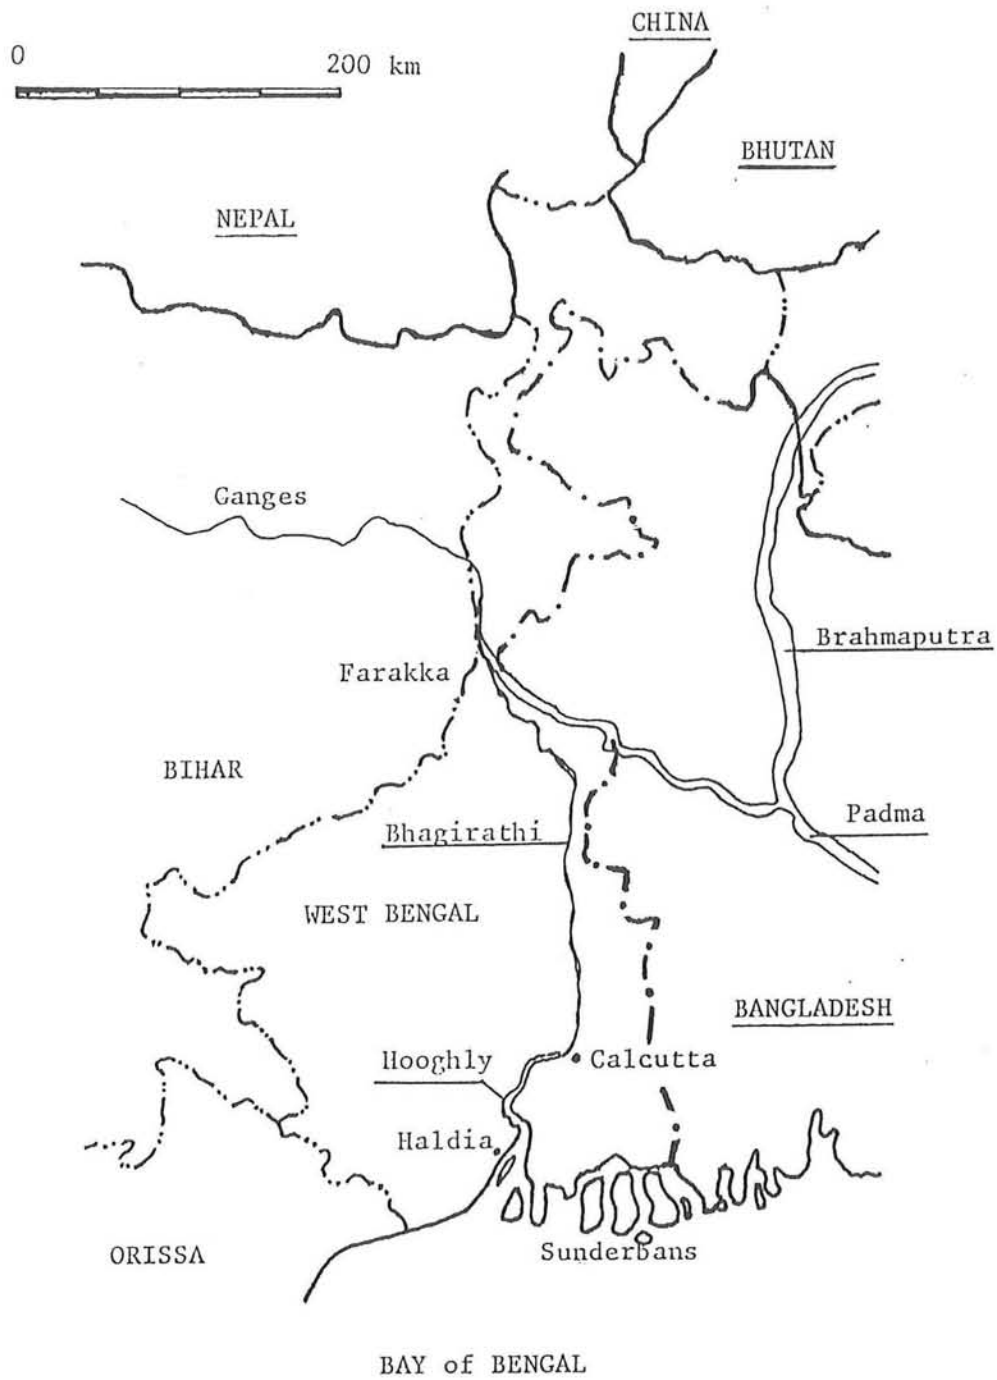 CHINA
0
200 km
BHUTAN
NEPAL
Ganges
Brahmaputra
Farakka
BIHAR
Padma
Bhagirathi
WEST BENGAL
BANGLADESH
Hooghly
Calcutta
Haldia
Sunderbans
ORISSA
BAY of BENGAL